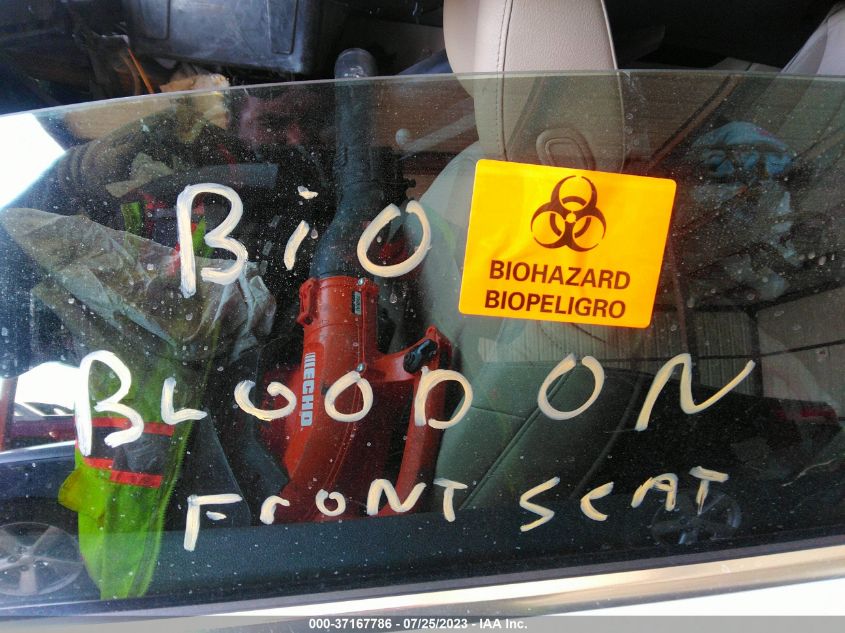 BiO
BIOHAZARD
BIOPELIGRO
ECHO
BLOOD ON
FRONT SEAT
000-37167786 - 07/25/2023 - IAA Inc.